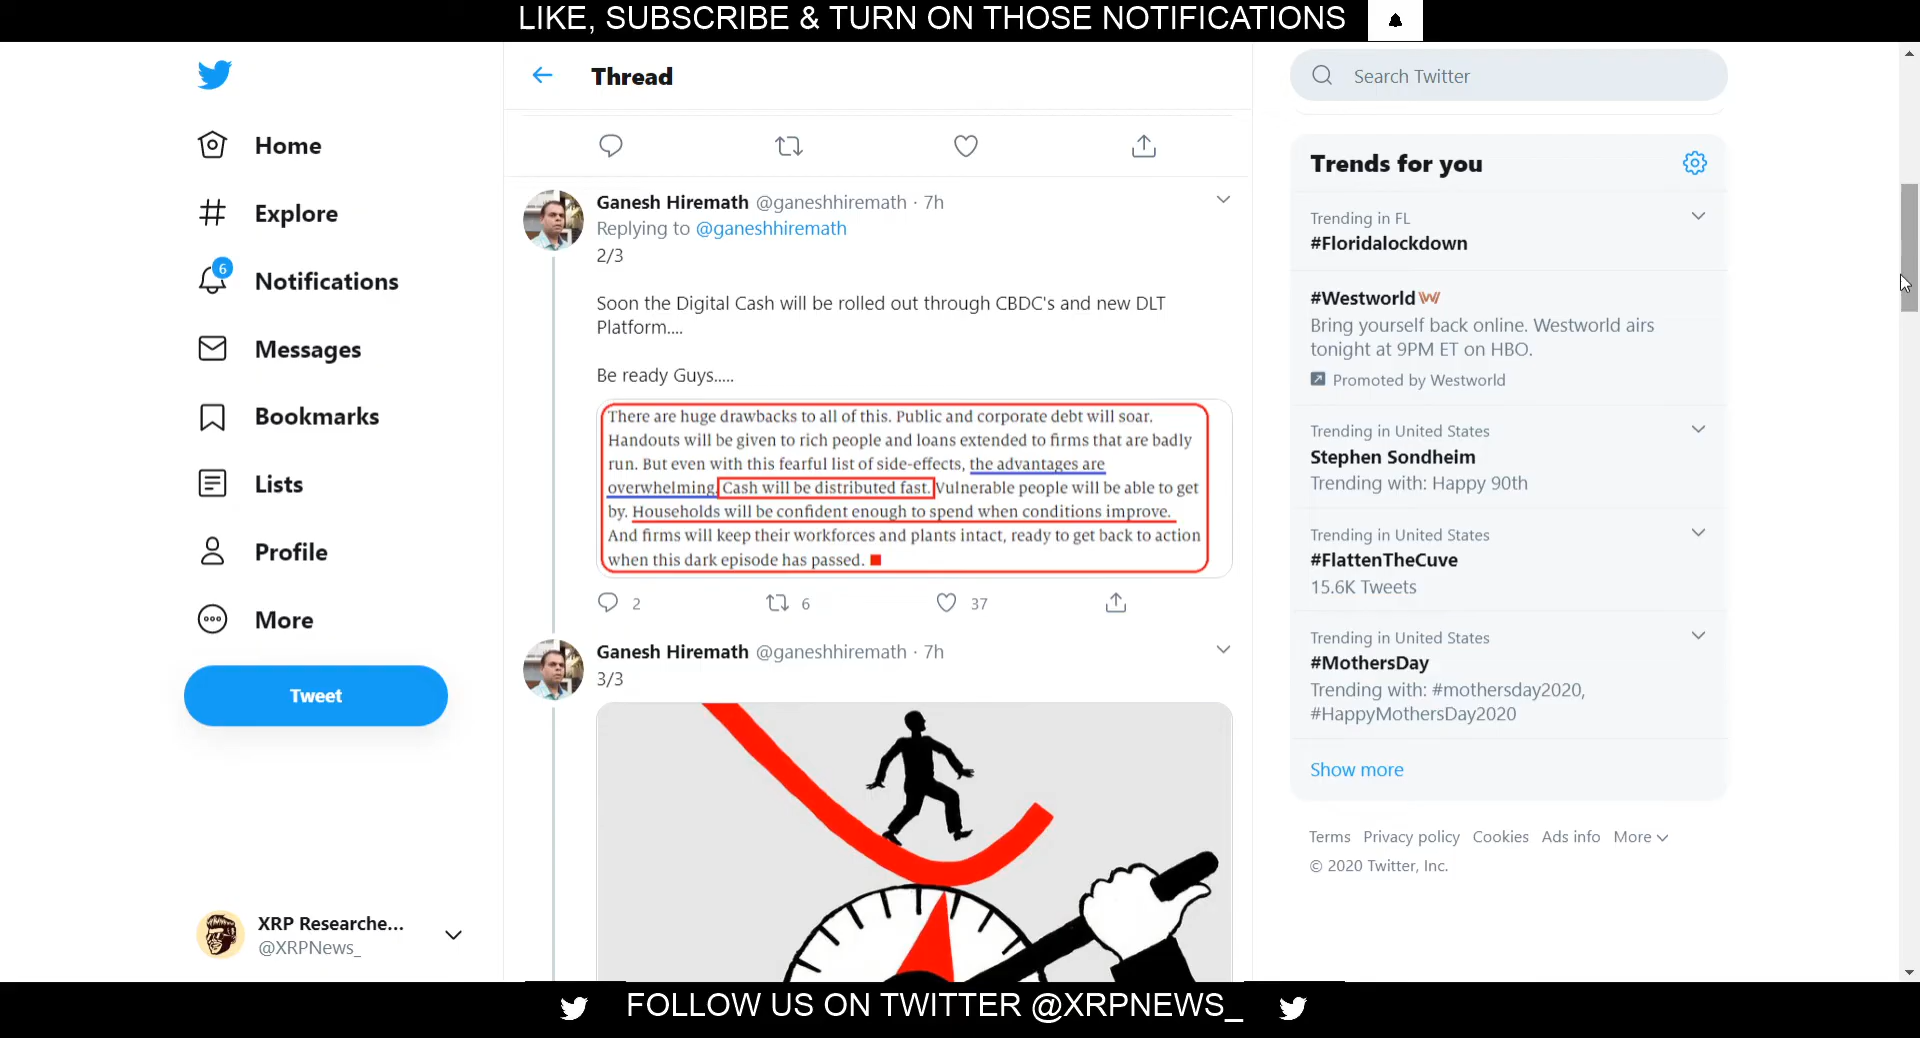 LIKE, SUBSCRIBE & TURN ON THOSE NOTIFICATIONS
Home
Explore
6
Notifications
Messages
Bookmarks
Lists
Profile
More
Tweet
XRP Researche...
@XRPNews_
Thread
Ganesh Hiremath @ganeshhiremath · 7h
Replying to @ganeshhiremath
2/3
Soon the Digital Cash will be rolled out through CBDC's and new DLT
Platform....
Be ready Guys.....
There are huge drawbacks to all of this. Public and corporate debt will soar.
Handouts will be given to rich people and loans extended to firms that are badly
run. But even with this fearful list of side-effects, the advantages are
overwhelming. Cash will be distributed fast. Vulnerable people will be able to get
by. Households will be confident enough to spend when conditions improve.
And firms will keep their workforces and plants intact, ready to get back to action
when this dark episode has passed.
2 6 37
Ganesh Hiremath @ganeshhiremath · 7h
3/3
Search Twitter
Trends for you
Trending in FL
#Floridalockdown
#Westworld
Bring yourself back online. Westworld airs
tonight at 9PM ET on HBO.
Promoted by Westworld
Trending in United States
Stephen Sondheim
Trending with: Happy 90th
Trending in United States
#FlattenTheCuve
15.6K Tweets
Trending in United States
#MothersDay
Trending with: #mothersday2020,
#HappyMothersDay2020
Show more
Terms Privacy policy Cookies Ads info More
© 2020 Twitter, Inc.
FOLLOW US ON TWITTER @XRPNEWS_